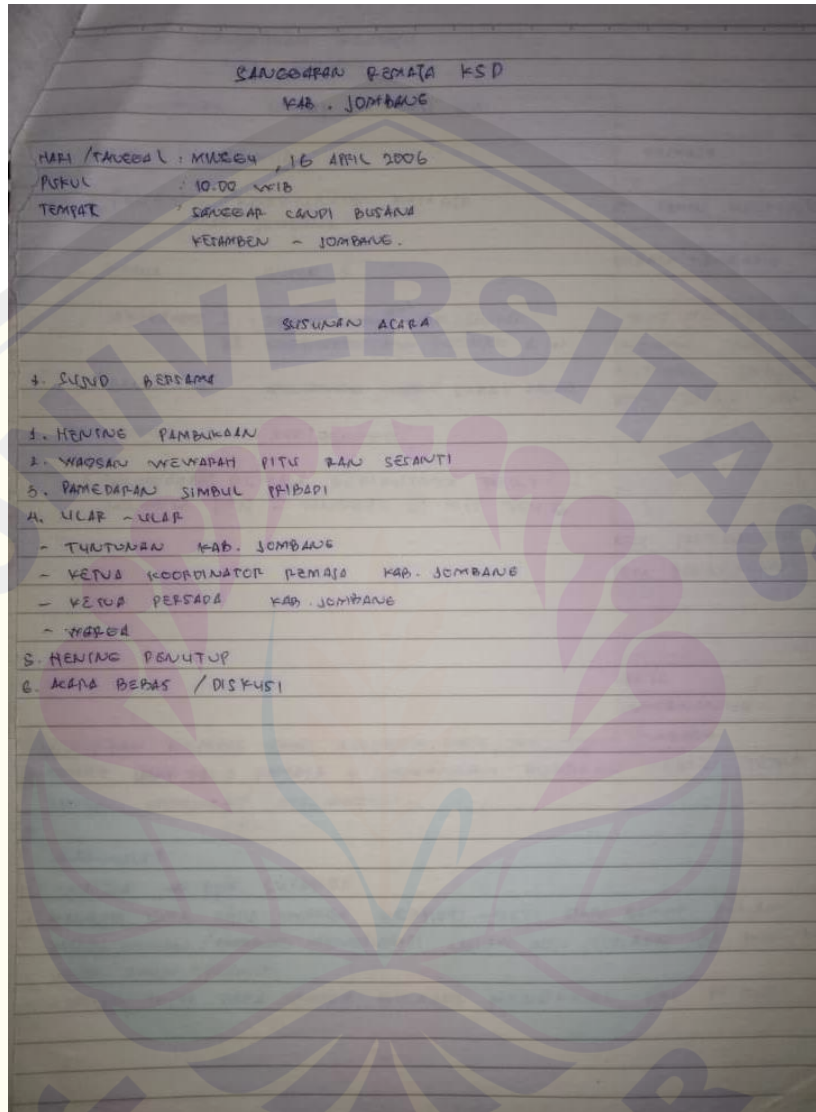 SANGGARAN REMAJA KSD
KAB. JOMBANG
HARI / TANGGAL : MINGGU, 16 APRIL 2006
PUKUL : 10.00 WIB
TEMPAT : SANGGAR CANDI BUSANA
KESAMBEN - JOMBANG.
SUSUNAN ACARA
SUJUD BERSAMA
1. HENING PAMBUKAAN
2. WAOSAN WEWARAH PITU DAN SESANTI
3. PAMEDARAN SIMBUL PRIBADI
4. ULAR - ULAR
- TUNTUNAN KAB. JOMBANG
- KETUA KOORDINATOR REMAJA KAB. JOMBANG
- KETUA PERSADA KAB. JOMBANG
- WARGA
5. HENING PENUTUP
6. ACARA BEBAS / DISKUSI
UNIVERSITAS